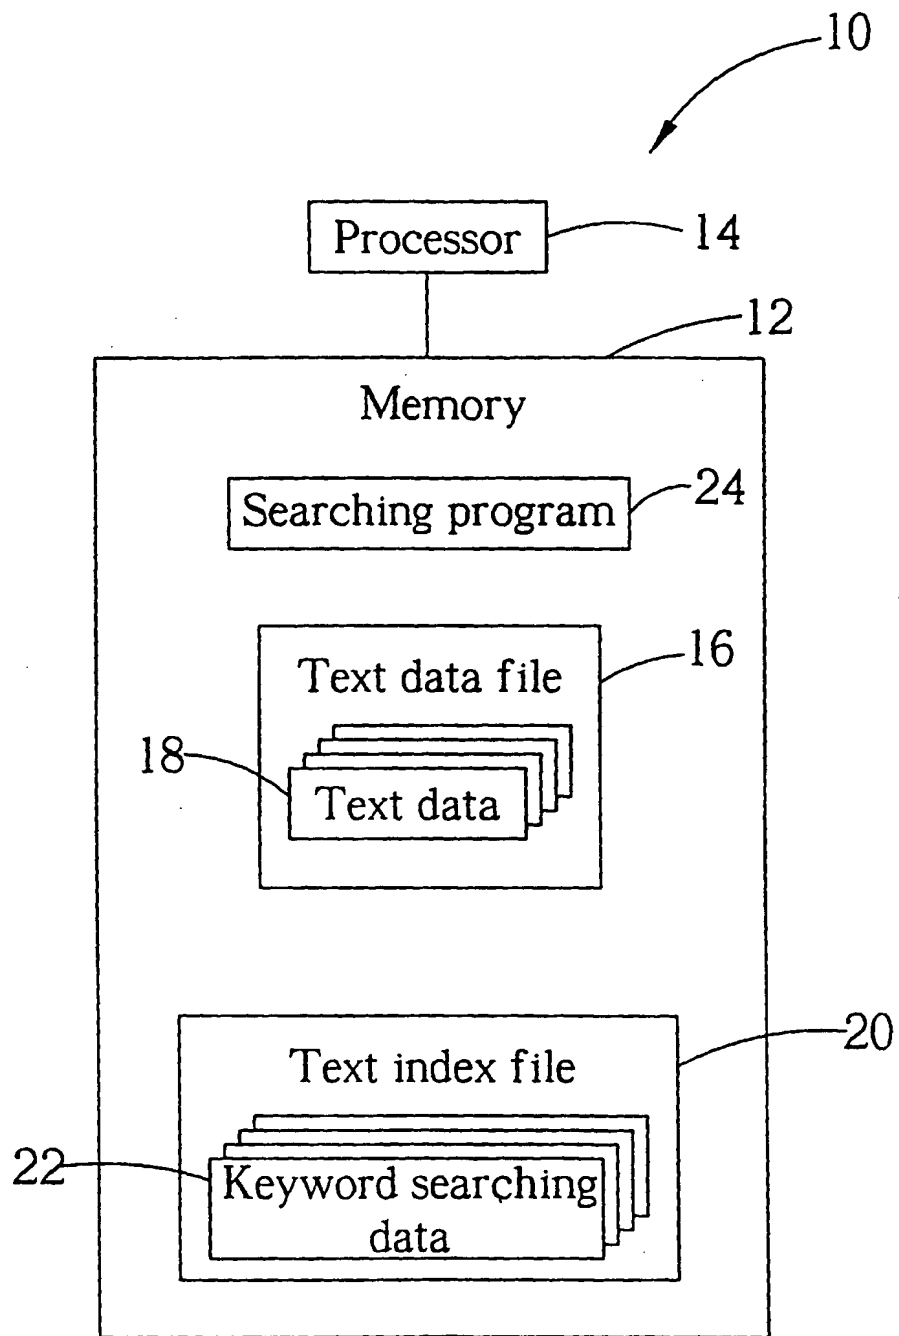 10
Processor
14
12
Memory
Searching program
24
Text data file
16
18
Text data
Text index file
20
22
Keyword searching
data